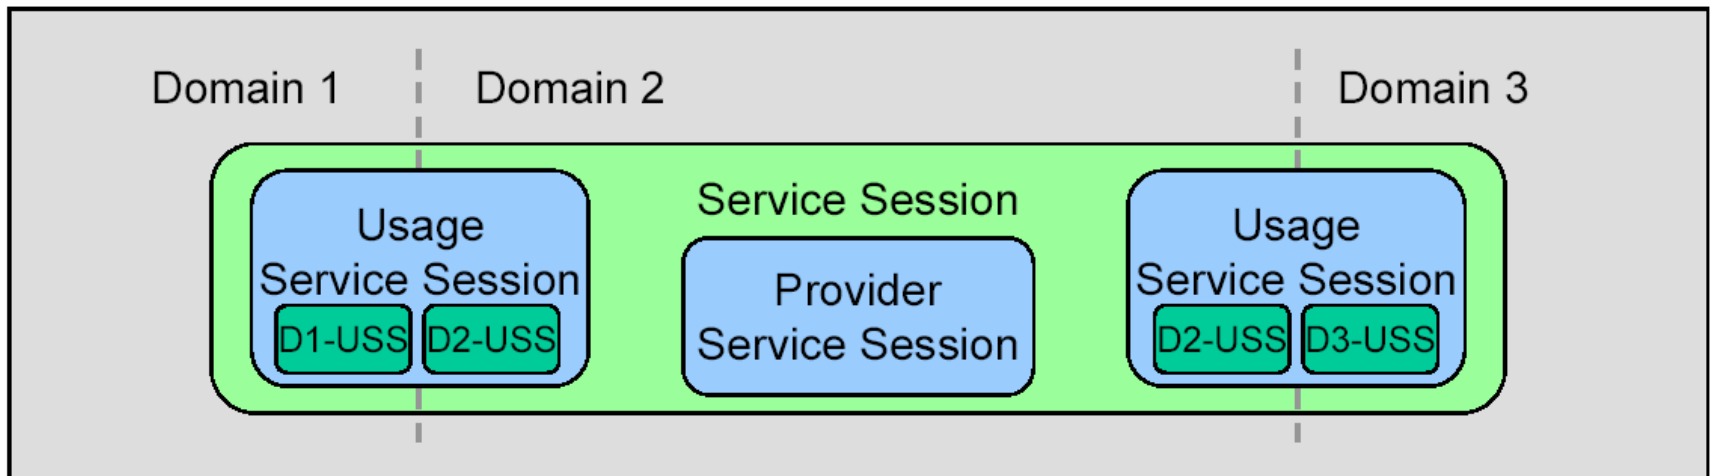 Domain 1
Domain 2
Domain 3
Service Session
Usage
Service Session
D1-USS
D2-USS
Provider
Service Session
Usage
Service Session
D2-USS
D3-USS